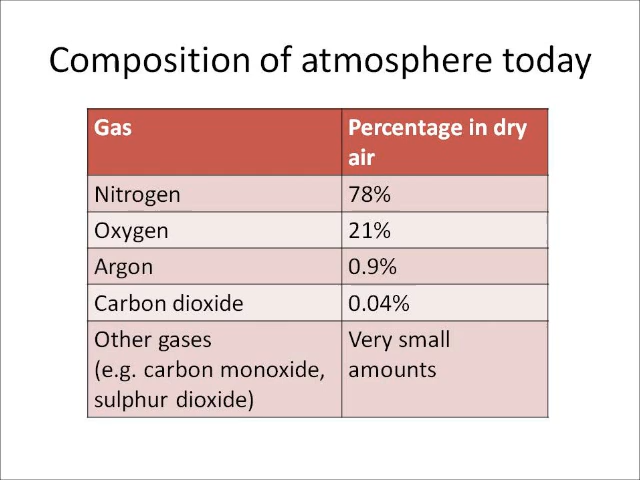 Composition of atmosphere today
Gas
Percentage in dry
air
Nitrogen
78%
Oxygen
21%
Argon
0.9%
Carbon dioxide
0.04%
Other gases
(e.g. carbon monoxide,
sulphur dioxide)
Very small
amounts